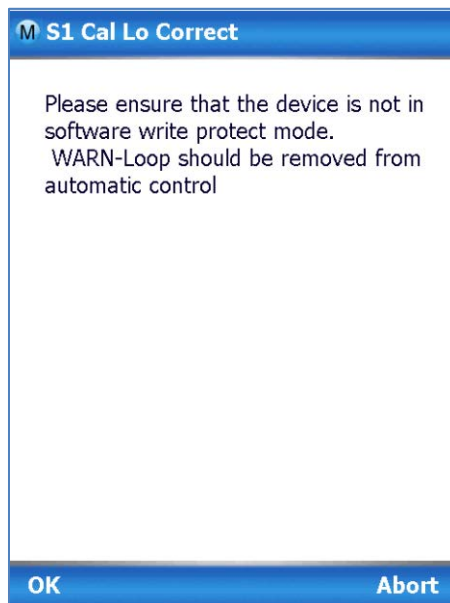 M S1 Cal Lo Correct
Please ensure that the device is not in
software write protect mode.
WARN-Loop should be removed from
automatic control
OK Abort